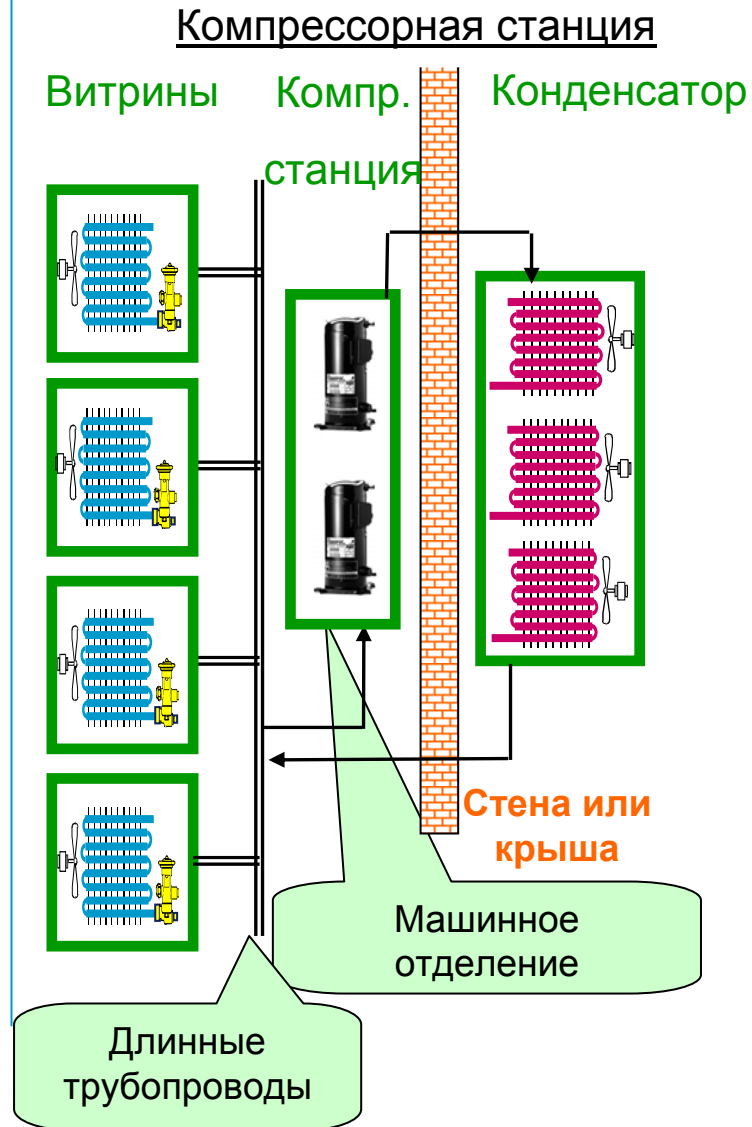 Компрессорная станция
Витрины
Компр.
станция
Конденсатор
Стена или
крыша
Машинное
отделение
Длинные
трубопроводы